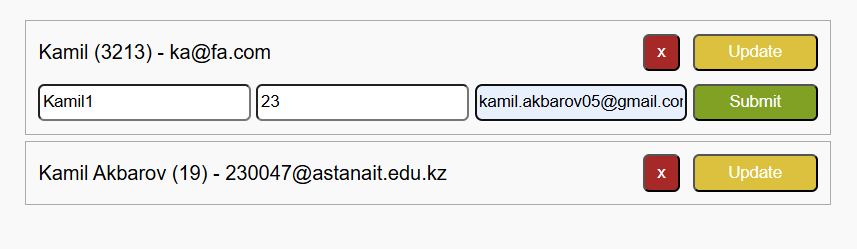 Kamil (3213) - ka@fa.com x Update
Kamil1 23 kamil.akbarov05@gmail.cor Submit
Kamil Akbarov (19) - 230047@astanait.edu.kz x Update